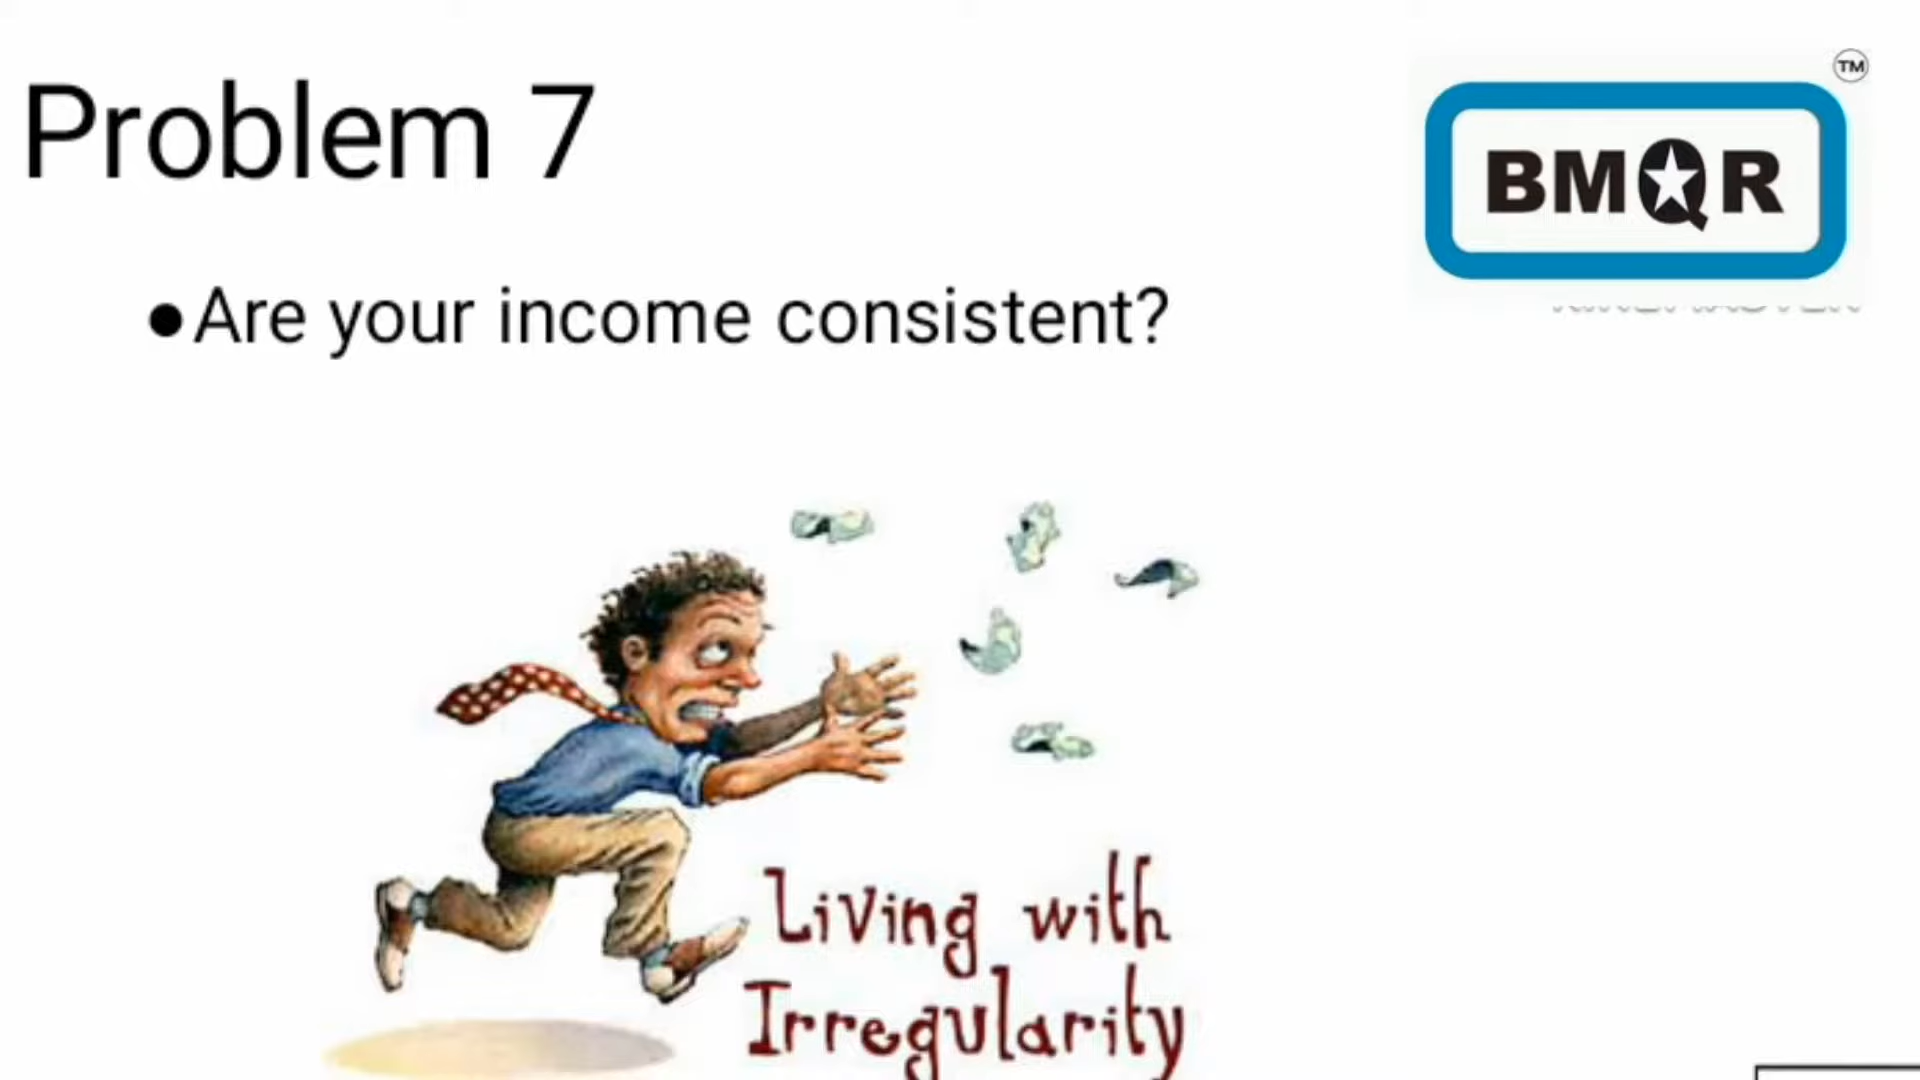 Problem 7
TM
BMQR
●Are your income consistent?
Living with
Irregularity